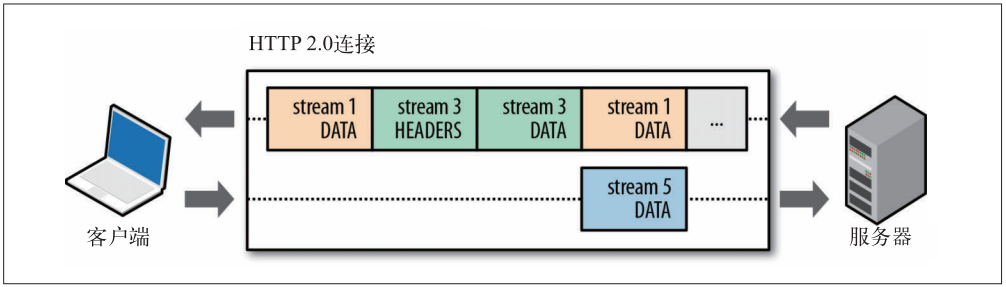 HTTP 2.0连接
stream 1
DATA
stream 3
HEADERS
stream 3
DATA
stream 1
DATA
...
stream 5
DATA
客户端
服务器